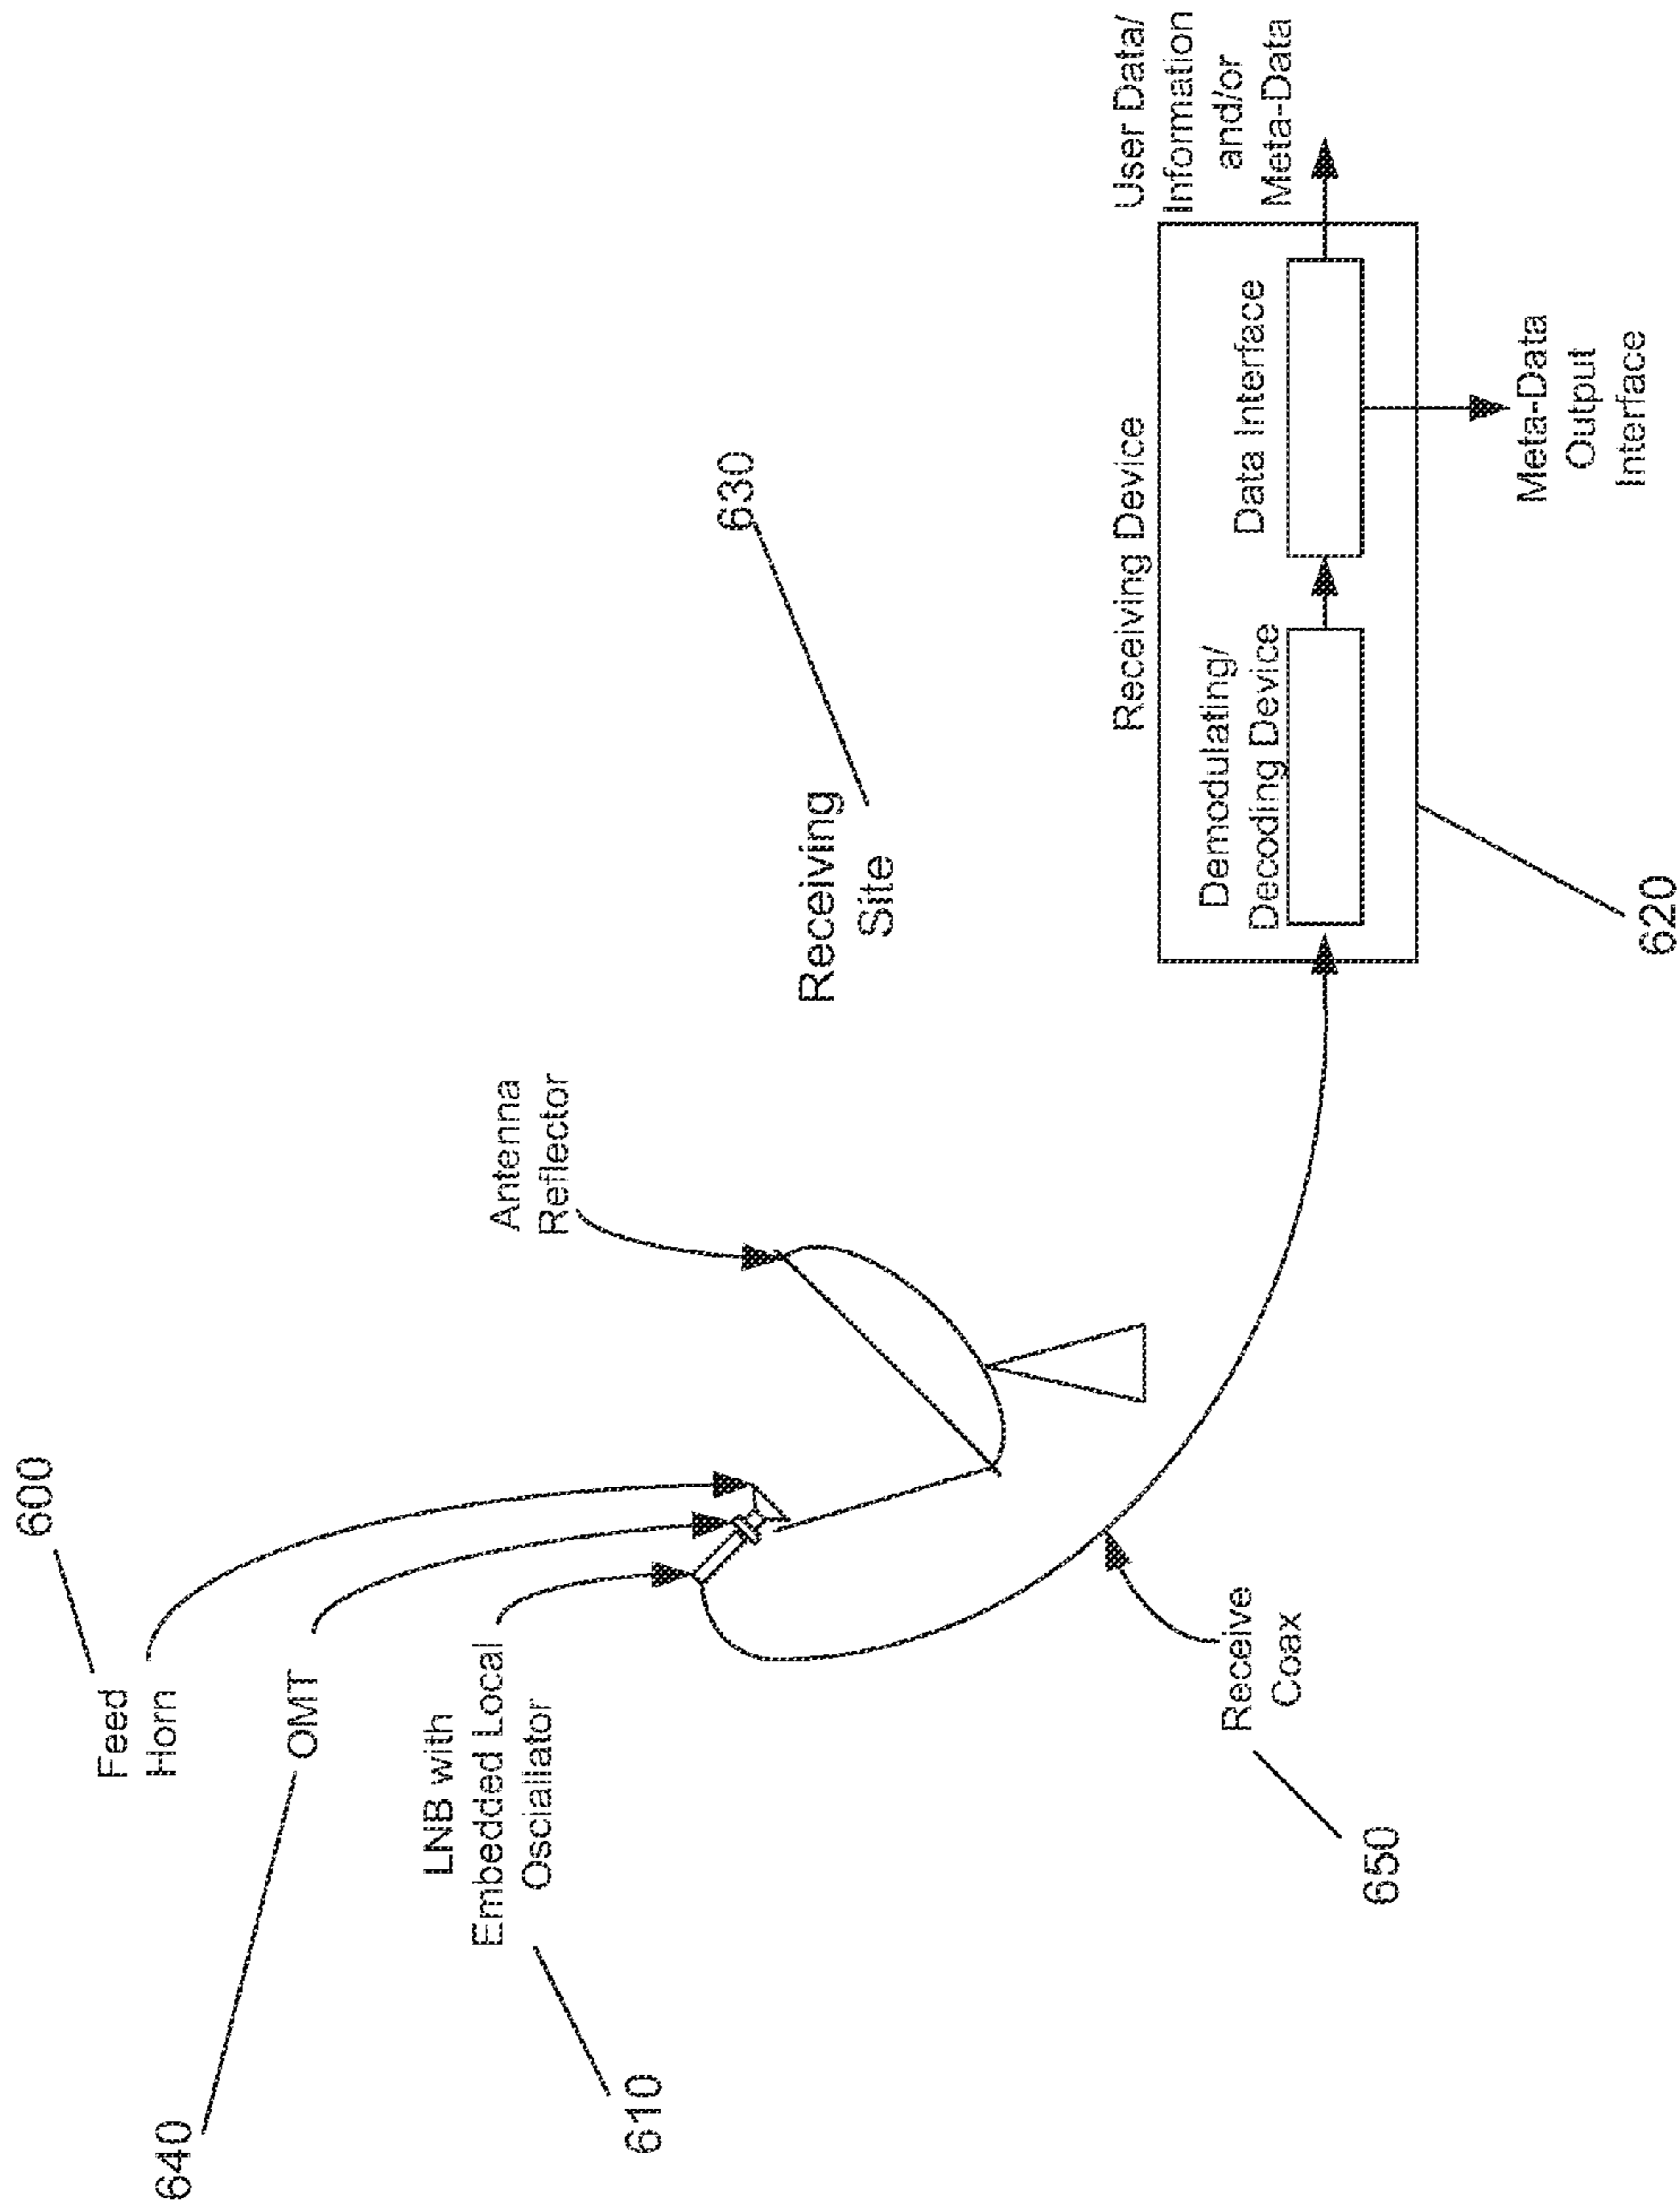 600
Feed
Horn
640
OMT
LNB with
Embedded Local
Osciallator
610
Antenna
Reflector
Receive
Coax
650
Receiving
Site
630
Receiving Device
Demodulating/
Decoding Device
Data Interface
User Data/
Information
and/or
Meta-Data
Meta-Data
Output
Interface
620